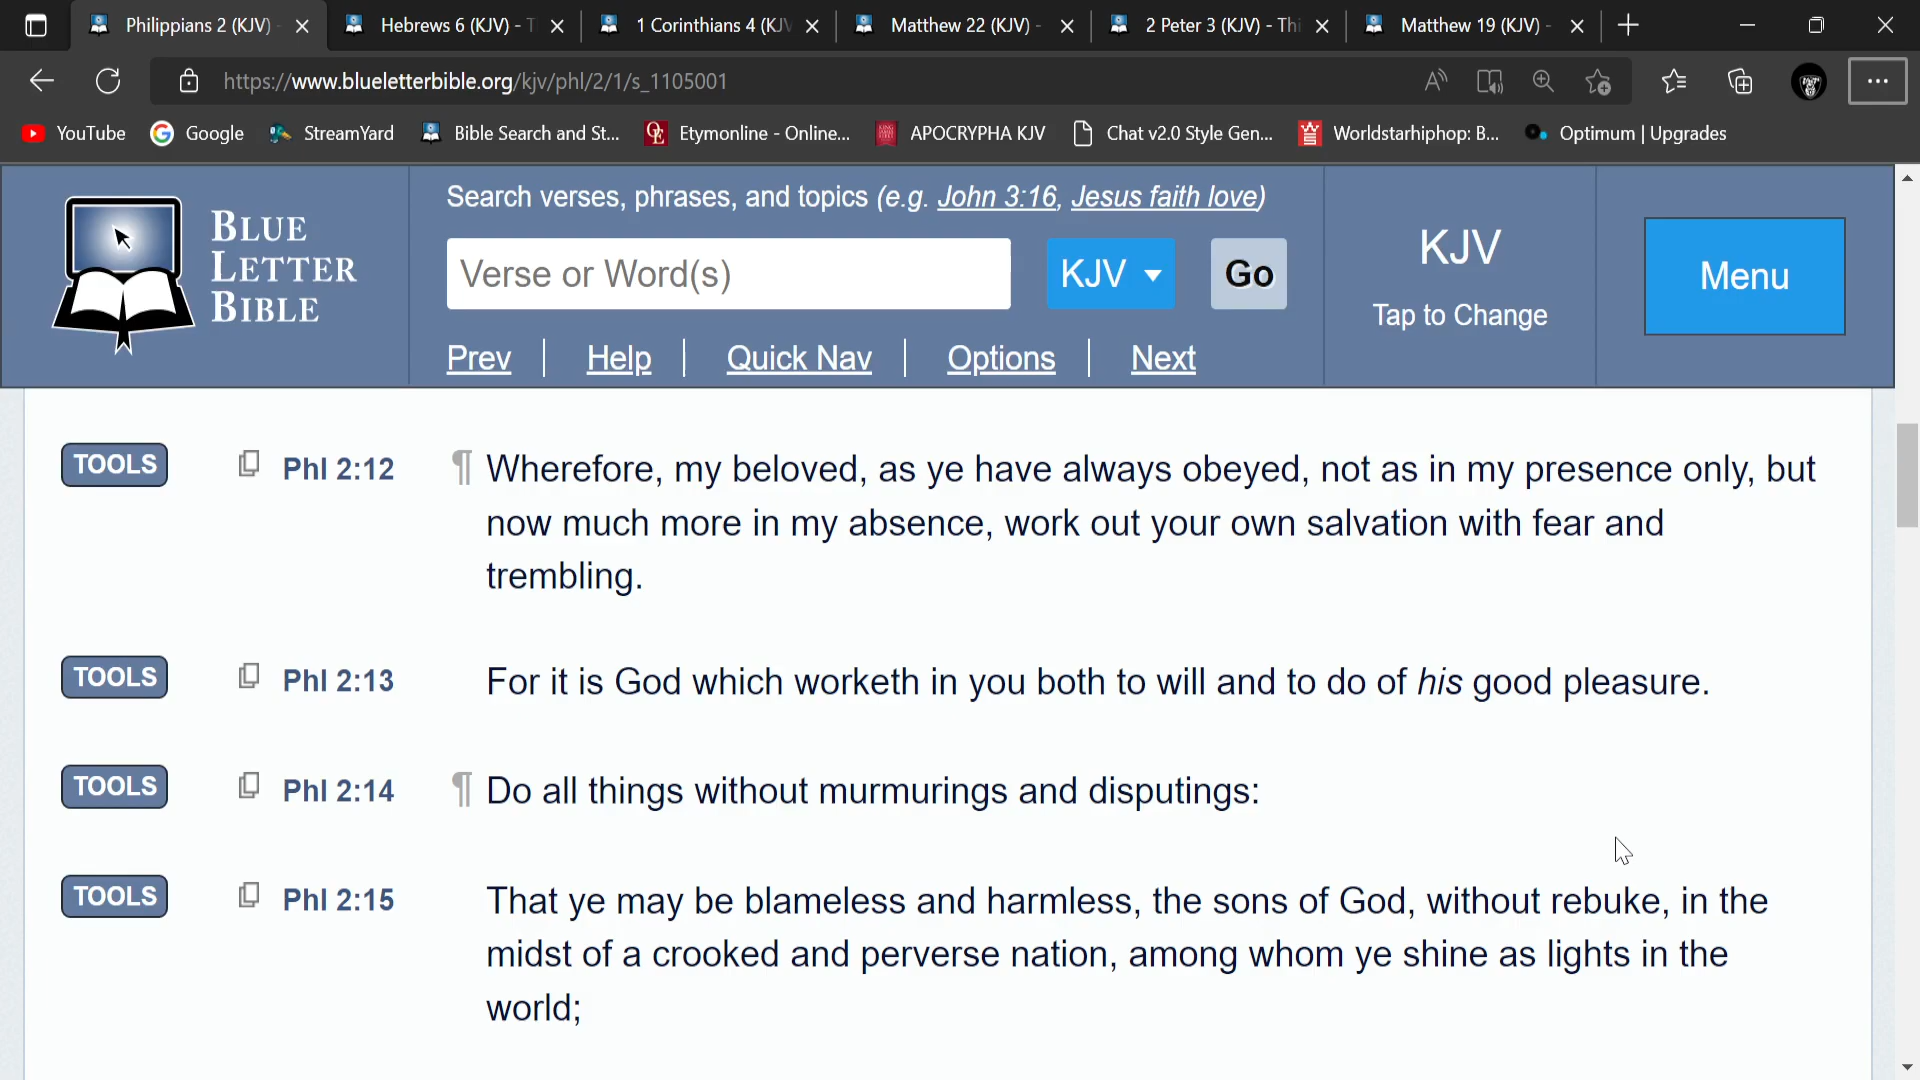 Philippians 2 (KJV) -
Hebrews 6 (KJV) - T
1 Corinthians 4 (KJV
Matthew 22 (KJV) -
2 Peter 3 (KJV) - Thi
Matthew 19 (KJV) -
https://www.blueletterbible.org/kjv/phl/2/1/s_1105001
YouTube
Google
StreamYard
Bible Search and St...
Etymonline - Online...
APOCRYPHA KJV
Chat v2.0 Style Gen...
Worldstarhiphop: B...
Optimum | Upgrades
BLUE
LETTER
BIBLE
Search verses, phrases, and topics (e.g. John 3:16, Jesus faith love)
Verse or Word(s)
KJV
Go
Prev | Help | Quick Nav | Options | Next
KJV
Tap to Change
Menu
TOOLS Phl 2:12 ¶ Wherefore, my beloved, as ye have always obeyed, not as in my presence only, but
now much more in my absence, work out your own salvation with fear and
trembling.
TOOLS Phl 2:13 For it is God which worketh in you both to will and to do of his good pleasure.
TOOLS Phl 2:14 ¶ Do all things without murmurings and disputings:
TOOLS Phl 2:15 That ye may be blameless and harmless, the sons of God, without rebuke, in the
midst of a crooked and perverse nation, among whom ye shine as lights in the
world;